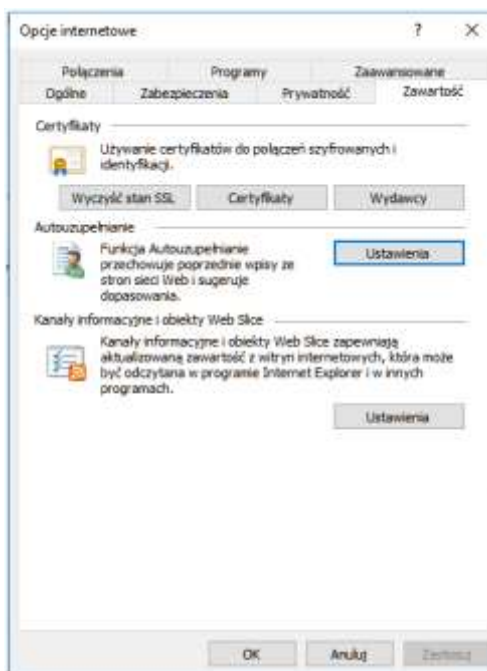 Opcje internetowe ? ×
Połączenia Programy Zaawansowane
Ogólne Zabezpieczenia Prywatność Zawartość
Certyfikaty
Używanie certyfikatów do połączeń szyfrowanych i
identyfikacji.
Wyczyść stan SSL Certyfikaty Wydawcy
Autouzupełnianie
Funkcja Autouzupełnianie
przechowuje poprzednie wpisy ze
stron sieci Web i sugeruje
dopasowania.
Ustawienia
Kanały informacyjne i obiekty Web Slice
Kanały informacyjne i obiekty Web Slice zapewniają
aktualizowaną zawartość z witryn internetowych, która może
być odczytana w programie Internet Explorer i w innych
programach.
Ustawienia
OK Anuluj Zastosuj